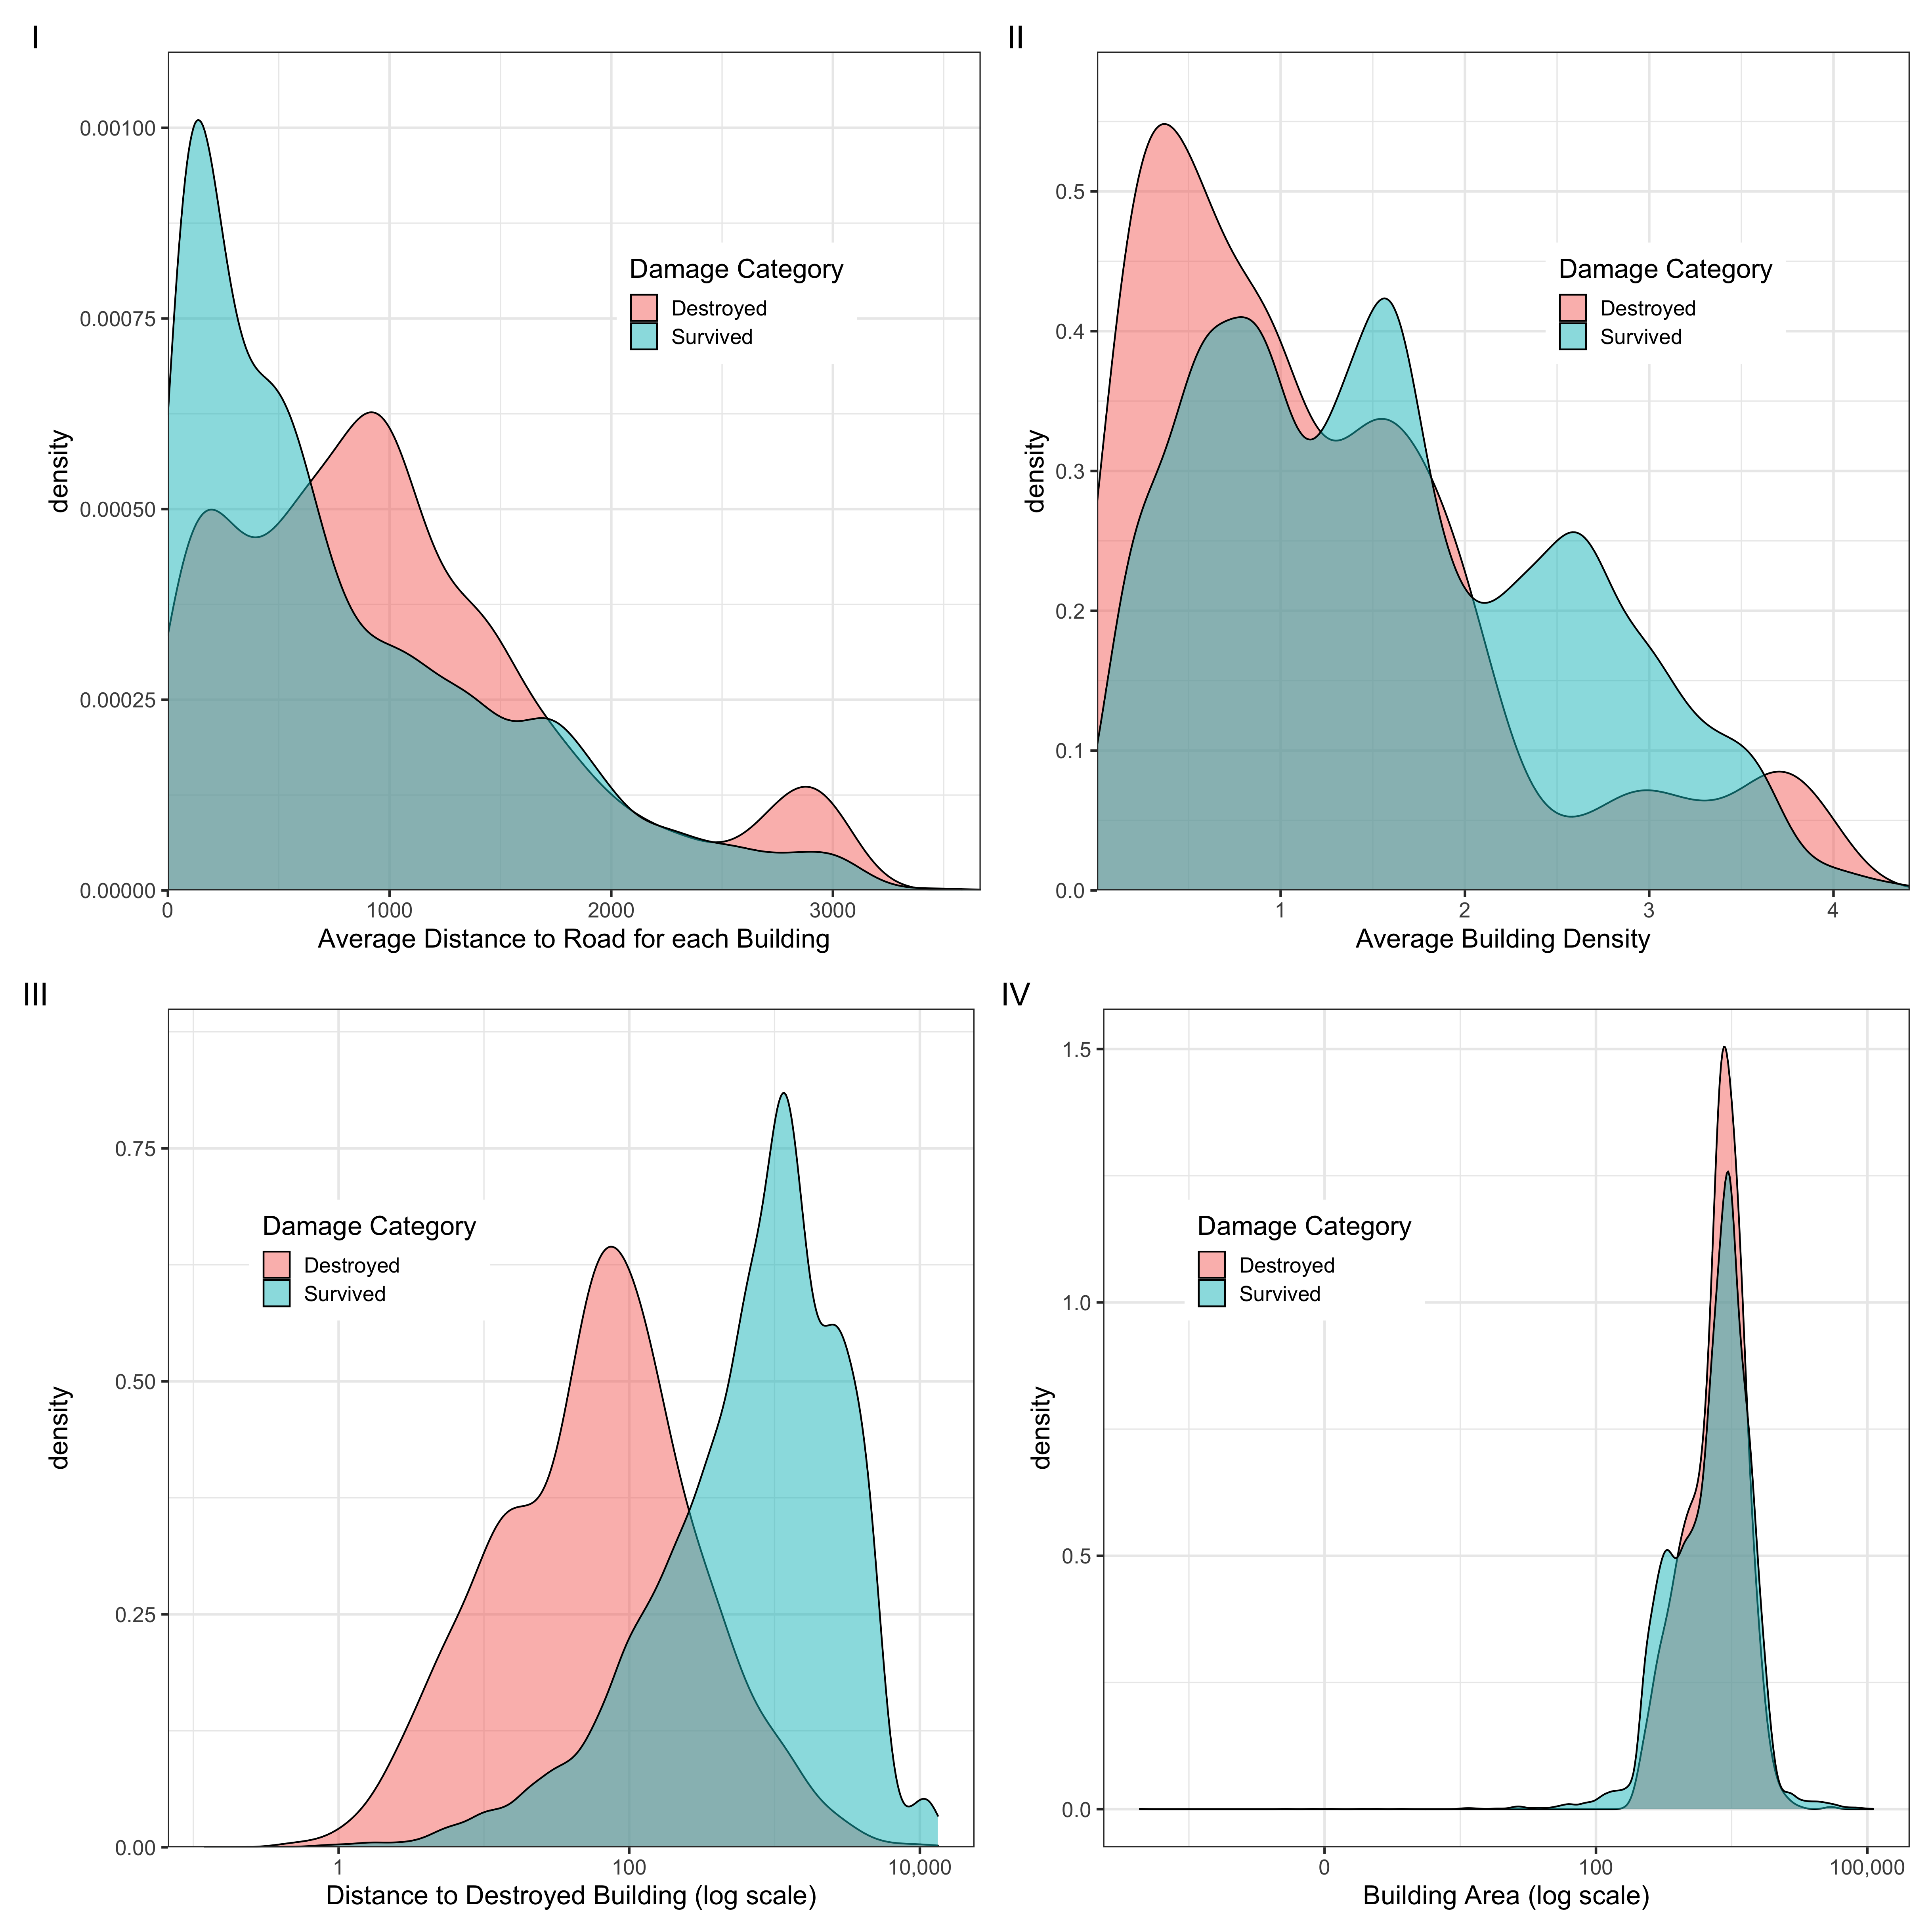 I
0.00100
0.00075
0.00050
0.00025
0.00000
density
0
1000
2000
3000
Average Distance to Road for each Building
Damage Category
Destroyed
Survived
II
0.5
0.4
0.3
0.2
0.1
0.0
density
1
2
3
4
Average Building Density
Damage Category
Destroyed
Survived
III
0.75
0.50
0.25
0.00
density
1
100
10,000
Distance to Destroyed Building (log scale)
Damage Category
Destroyed
Survived
IV
1.5
1.0
0.5
0.0
density
0
100
100,000
Building Area (log scale)
Damage Category
Destroyed
Survived